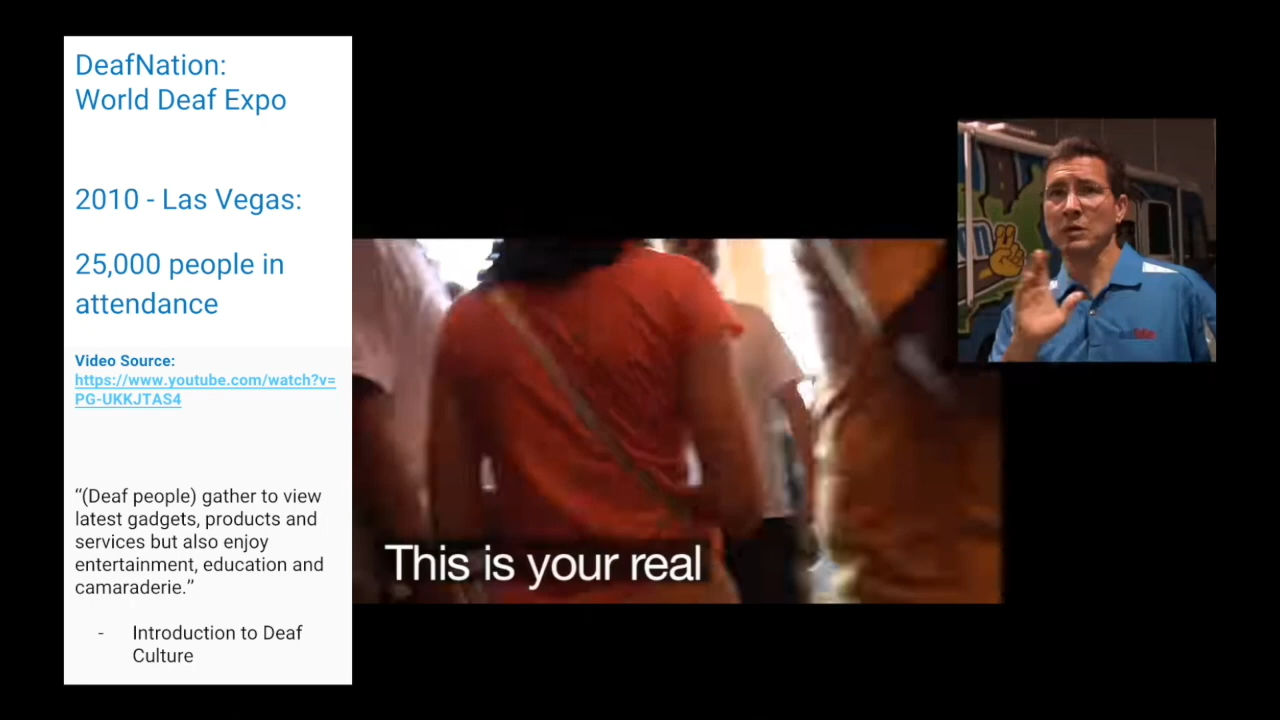 DeafNation:
World Deaf Expo
2010 - Las Vegas:
25,000 people in
attendance
Video Source:
https://www.youtube.com/watch?v=
PG-UKKJTAS4
“(Deaf people) gather to view
latest gadgets, products and
services but also enjoy
entertainment, education and
camaraderie.”
- Introduction to Deaf
Culture
This is your real